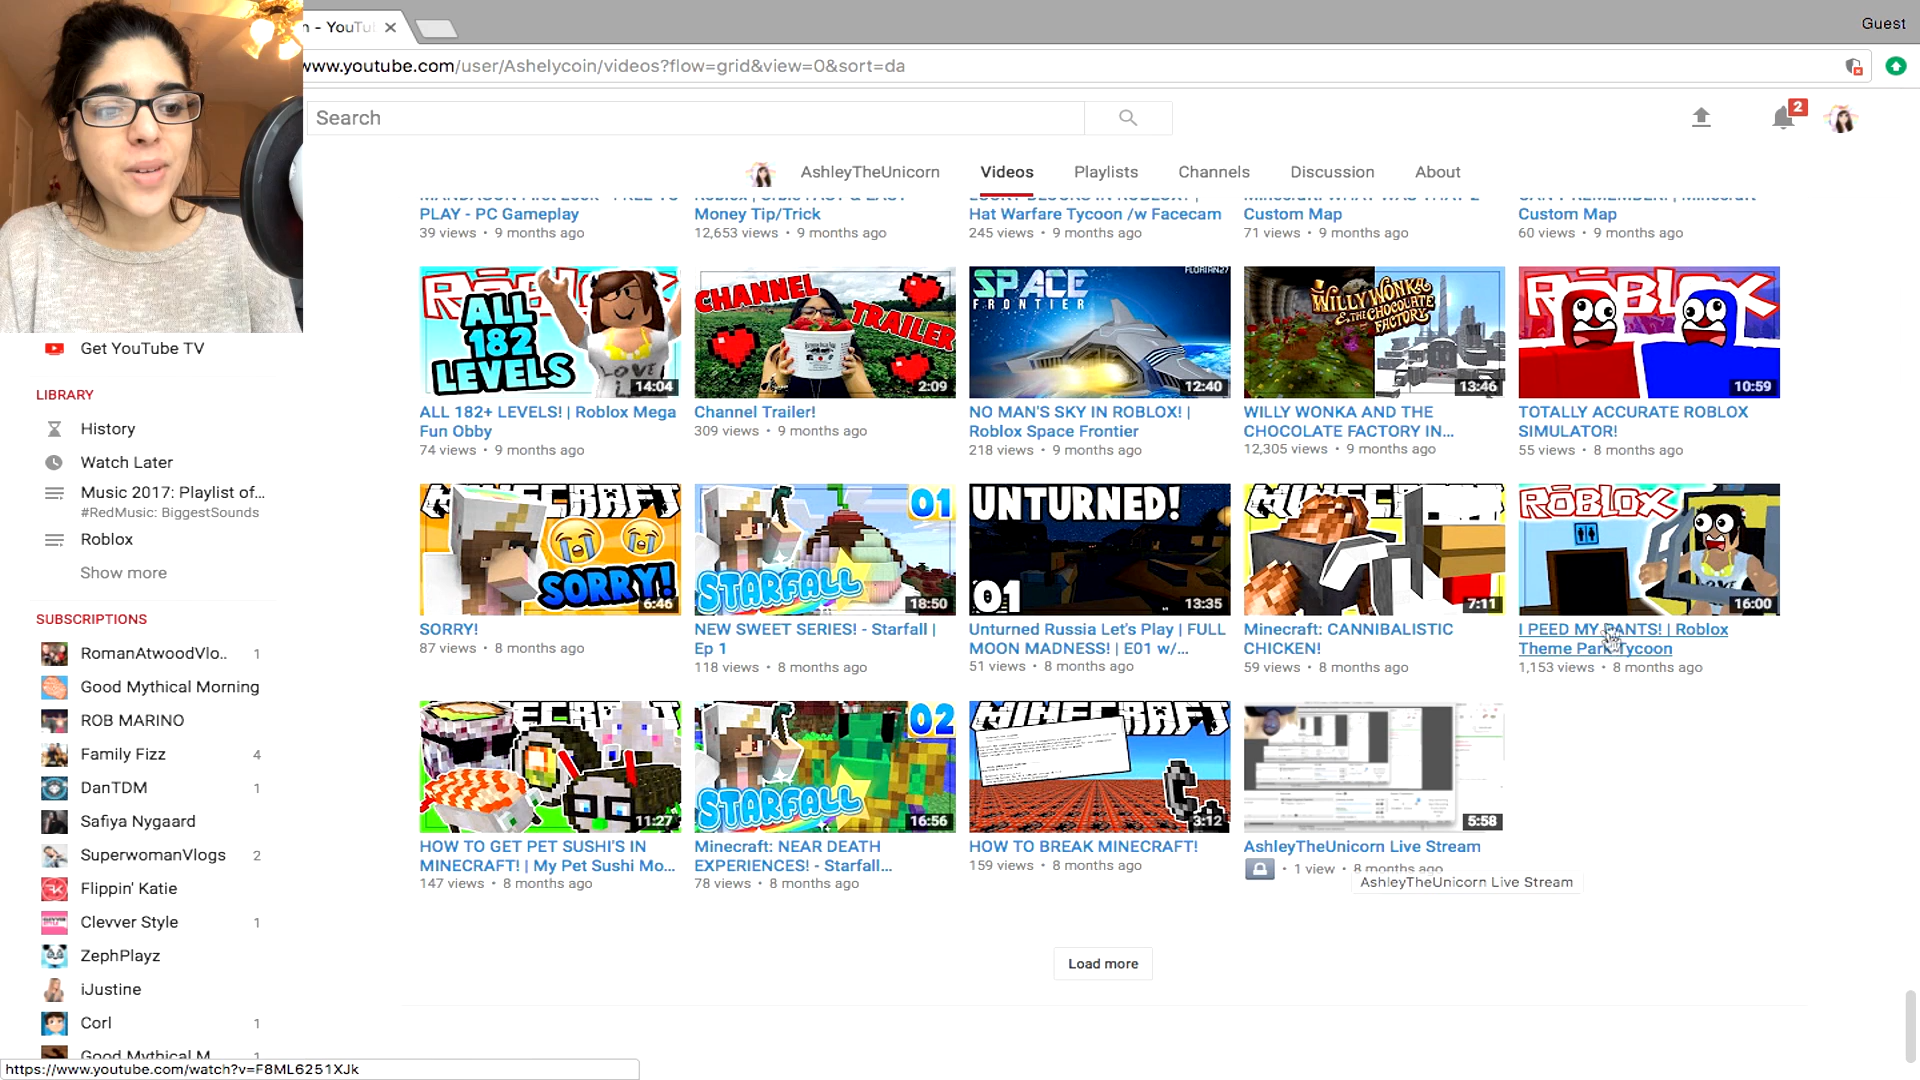 n - YouTu
Guest
www.youtube.com/user/Ashelycoin/videos?flow=grid&view=0&sort=da
Search
2
AshleyTheUnicorn
Videos
Playlists
Channels
Discussion
About
PLAY - PC Gameplay
39 views • 9 months ago
Money Tip/Trick
12,653 views • 9 months ago
Hat Warfare Tycoon /w Facecam
245 views • 9 months ago
Custom Map
71 views • 9 months ago
Custom Map
60 views • 9 months ago
ALL
182
LEVELS
14:04
ALL 182+ LEVELS! | Roblox Mega
Fun Obby
74 views • 9 months ago
CHANNEL
TRAILER
2:09
Channel Trailer!
309 views • 9 months ago
SPACE
FRONTIER
FLORIAN27
12:40
NO MAN'S SKY IN ROBLOX! |
Roblox Space Frontier
218 views • 9 months ago
WILLY WONKA
& THE CHOCOLATE
FACTORY
13:46
WILLY WONKA AND THE
CHOCOLATE FACTORY IN...
12,305 views • 9 months ago
ROBLOX
10:59
TOTALLY ACCURATE ROBLOX
SIMULATOR!
55 views • 8 months ago
MINECRAFT
SORRY!
6:46
SORRY!
87 views • 8 months ago
01
STARFALL
18:50
NEW SWEET SERIES! - Starfall |
Ep 1
118 views • 8 months ago
UNTURNED!
01
13:35
Unturned Russia Let's Play | FULL
MOON MADNESS! | E01 w/...
51 views • 8 months ago
MINECRAFT
7:11
Minecraft: CANNIBALISTIC
CHICKEN!
59 views • 8 months ago
ROBLOX
LOVE
16:00
I PEED MY PANTS! | Roblox
Theme Park Tycoon
1,153 views • 8 months ago
11:27
HOW TO GET PET SUSHI'S IN
MINECRAFT! | My Pet Sushi Mo...
147 views • 8 months ago
02
STARFALL
16:56
Minecraft: NEAR DEATH
EXPERIENCES! - Starfall...
78 views • 8 months ago
MINECRAFT
3:12
HOW TO BREAK MINECRAFT!
159 views • 8 months ago
5:58
AshleyTheUnicorn Live Stream
• 1 view • 8 months ago
AshleyTheUnicorn Live Stream
Load more
Get YouTube TV
LIBRARY
History
Watch Later
Music 2017: Playlist of...
#RedMusic: BiggestSounds
Roblox
Show more
SUBSCRIPTIONS
RomanAtwoodVlo.. 1
Good Mythical Morning
ROB MARINO
Family Fizz 4
DanTDM 1
Safiya Nygaard
SuperwomanVlogs 2
Flippin' Katie
Clevver Style 1
ZephPlayz
iJustine
Corl 1
Good Mythical M 1
https://www.youtube.com/watch?v=F8ML6251XJk